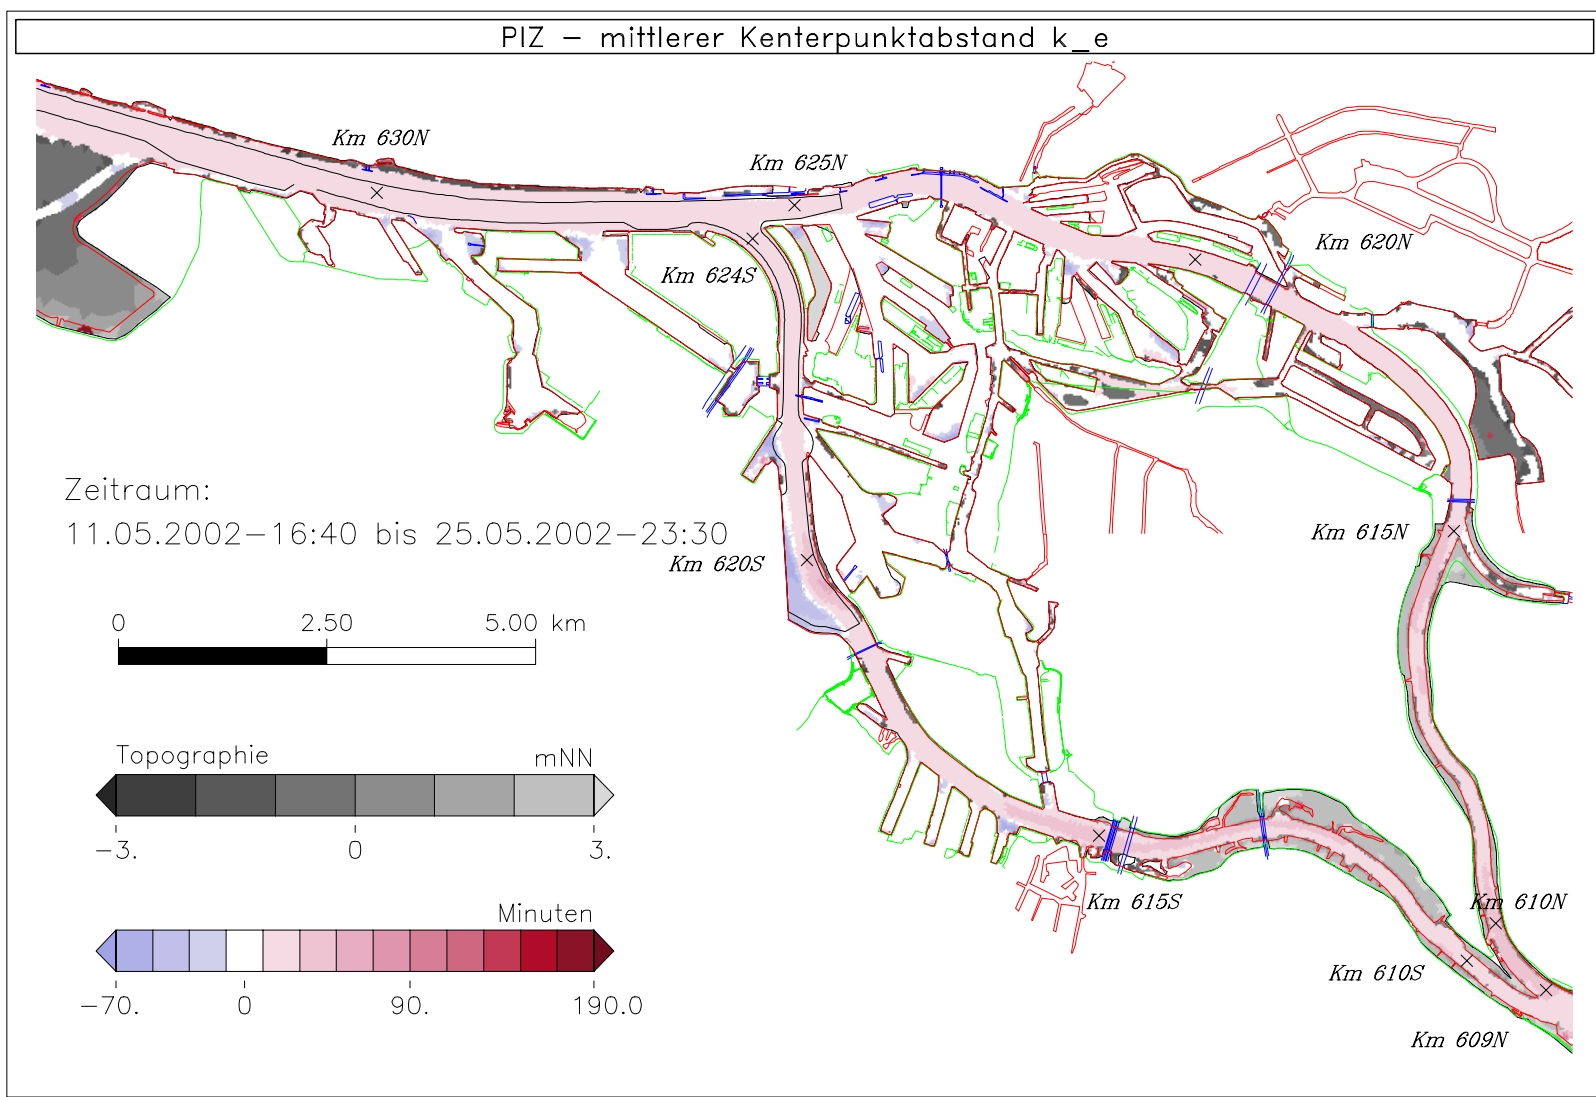 PIZ – mittlerer Kenterpunktabstand k_e
Km 630N
Km 625N
Km 620N
Km 624S
Zeitraum:
11.05.2002–16:40 bis 25.05.2002–23:30
Km 615N
Km 620S
0 2.50 5.00 km
Topographie mNN
–3. 0 3.
Km 615S
Km 610N
Minuten
Km 610S
–70. 0 90. 190.0
Km 609N